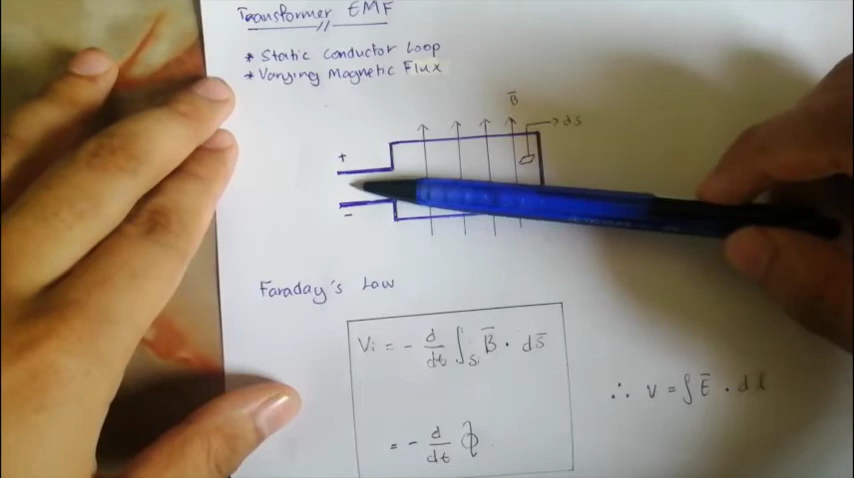 Transformer EMF
* Static Conductor Loop
* Varying Magnetic Flux
B̅
ds
+
-
Faraday's Law
Vi = - d/dt ∫s B̅ · ds̅
∴ V = ∫ E̅ · dl
= - d/dt Φ